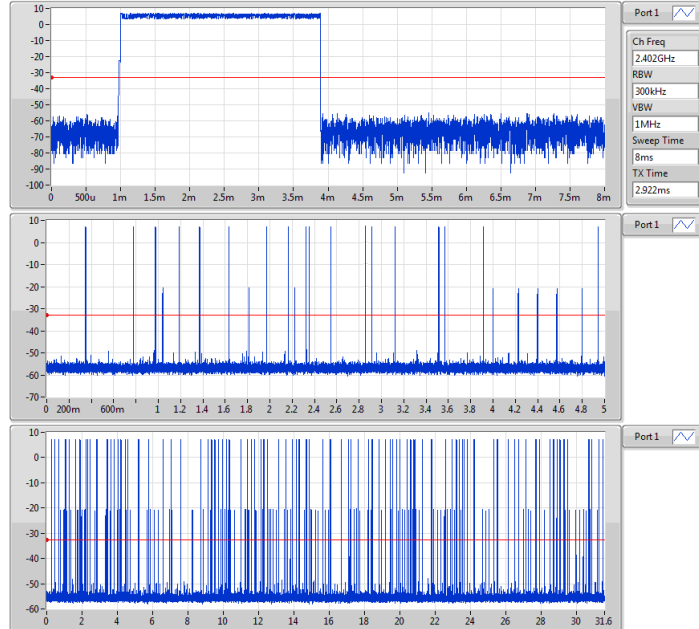 10
0
-10
-20
-30
-40
-50
-60
-70
-80
-90
-100
0 500u 1m 1.5m 2m 2.5m 3m 3.5m 4m 4.5m 5m 5.5m 6m 6.5m 7m 7.5m 8m
Port 1
Ch Freq
2.402GHz
RBW
300kHz
VBW
1MHz
Sweep Time
8ms
TX Time
2.922ms
10
0
-10
-20
-30
-40
-50
-60
-70
0 200m 600m 1 1.2 1.4 1.6 1.8 2 2.2 2.4 2.6 2.8 3 3.2 3.4 3.6 3.8 4 4.2 4.4 4.6 4.8 5
Port 1
10
0
-10
-20
-30
-40
-50
-60
0 2 4 6 8 10 12 14 16 18 20 22 24 26 28 30 31.6
Port 1